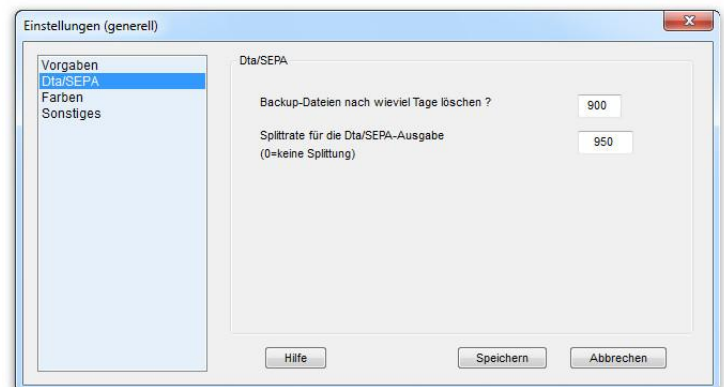 Einstellungen (generell)
x
Vorgaben
Dta/SEPA
Farben
Sonstiges
Dta/SEPA
Backup-Dateien nach wieviel Tage löschen ?
900
Splittrate für die Dta/SEPA-Ausgabe
(0=keine Splittung)
950
Hilfe
Speichern
Abbrechen